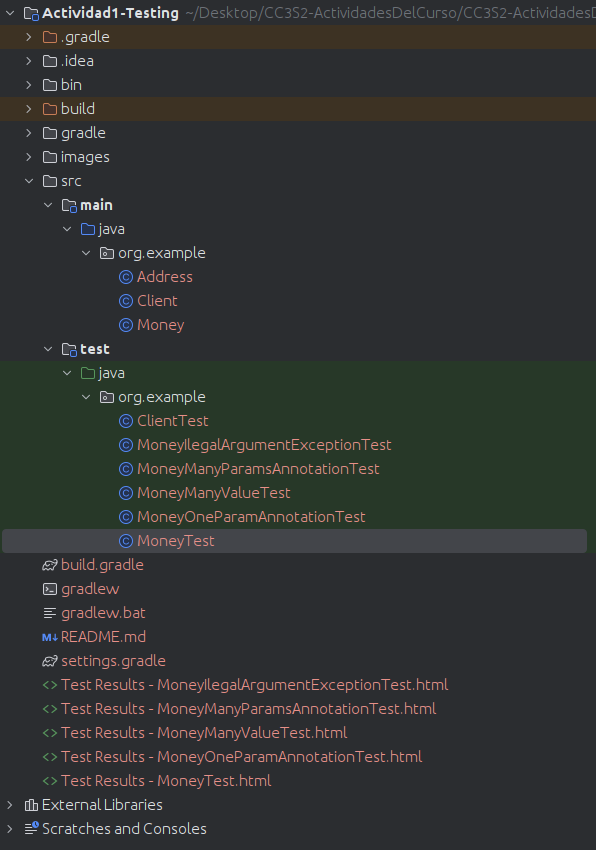 Actividad1-Testing ~/Desktop/CC3S2-ActividadesDelCurso/CC3S2-ActividadesD
.gradle
.idea
bin
build
gradle
images
src
main
java
org.example
Address
Client
Money
test
java
org.example
ClientTest
MoneyIlegalArgumentExceptionTest
MoneyManyParamsAnnotationTest
MoneyManyValueTest
MoneyOneParamAnnotationTest
MoneyTest
build.gradle
gradlew
gradlew.bat
README.md
settings.gradle
Test Results - MoneyIlegalArgumentExceptionTest.html
Test Results - MoneyManyParamsAnnotationTest.html
Test Results - MoneyManyValueTest.html
Test Results - MoneyOneParamAnnotationTest.html
Test Results - MoneyTest.html
External Libraries
Scratches and Consoles